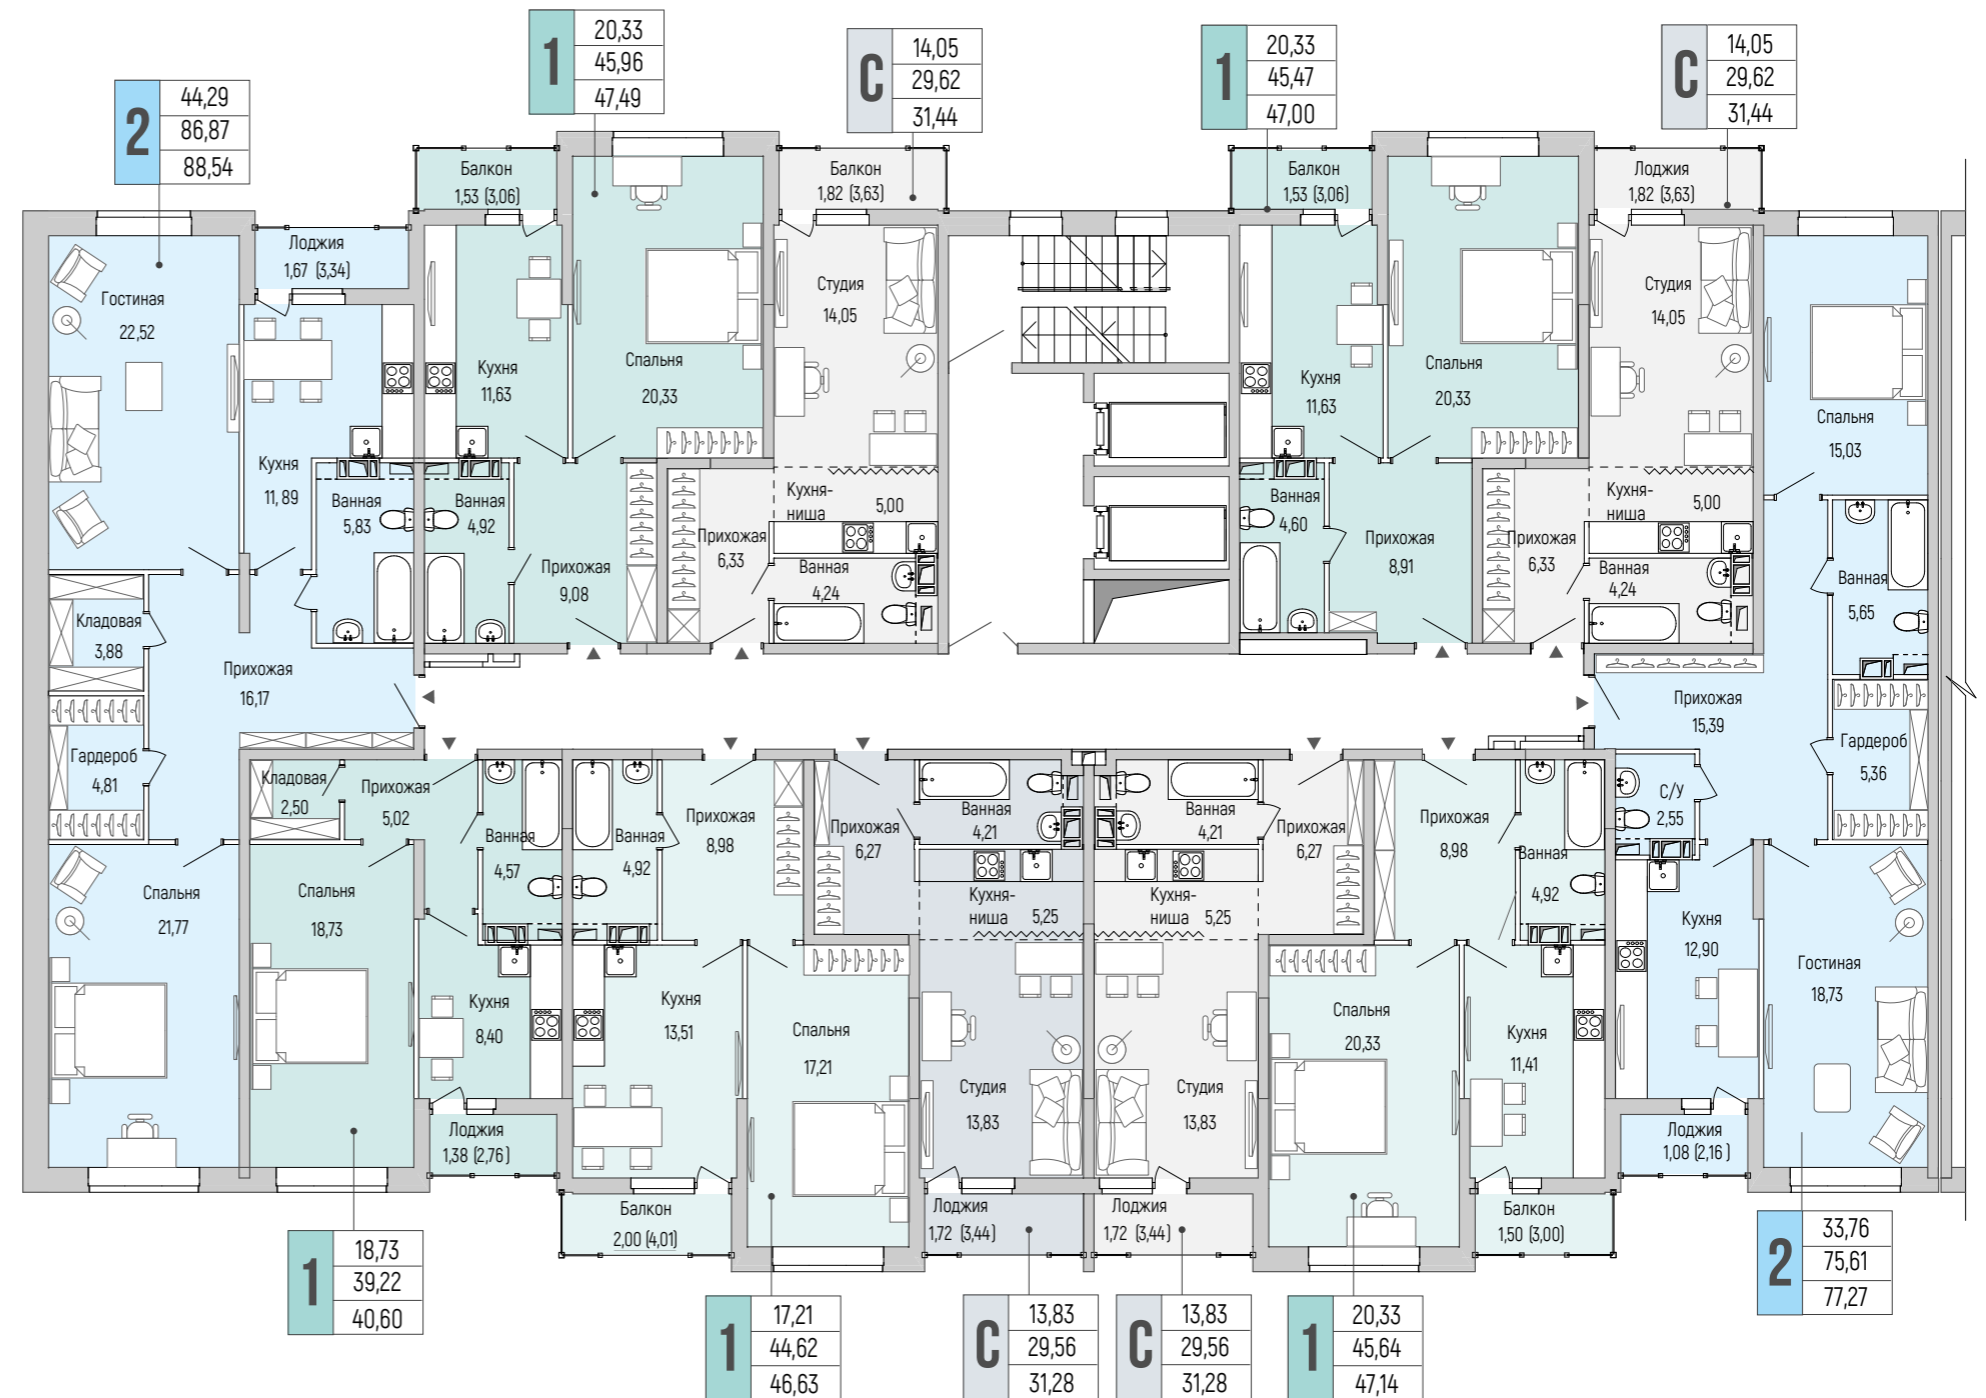 1
20,33
45,96
47,49
С
14,05
29,62
31,44
1
20,33
45,47
47,00
С
14,05
29,62
31,44
2
44,29
86,87
88,54
Балкон
1,53 (3,06)
Балкон
1,82 (3,63)
Балкон
1,53 (3,06)
Лоджия
1,82 (3,63)
Лоджия
1,67 (3,34)
Гостиная
22,52
Кухня
11,89
Ванная
5,83
Кладовая
3,88
Прихожая
16,17
Гардероб
4,81
Спальня
21,77
Кухня
11,63
Спальня
20,33
Ванная
4,92
Прихожая
9,08
Студия
14,05
Кухня-
ниша
5,00
Прихожая
6,33
Ванная
4,24
Кухня
11,63
Спальня
20,33
Ванная
4,60
Прихожая
8,91
Студия
14,05
Кухня-
ниша
5,00
Прихожая
6,33
Ванная
4,24
Спальня
15,03
Ванная
5,65
Прихожая
15,39
Гардероб
5,36
С/У
2,55
Кухня
12,90
Гостиная
18,73
Лоджия
1,08 (2,16)
Кладовая
2,50
Прихожая
5,02
Ванная
4,57
Спальня
18,73
Кухня
8,40
Лоджия
1,38 (2,76)
Ванная
4,92
Прихожая
8,98
Кухня
13,51
Спальня
17,21
Балкон
2,00 (4,01)
Прихожая
6,27
Ванная
4,21
Кухня-
ниша
5,25
Студия
13,83
Лоджия
1,72 (3,44)
Ванная
4,21
Прихожая
6,27
Кухня-
ниша
5,25
Студия
13,83
Лоджия
1,72 (3,44)
Прихожая
8,98
Ванная
4,92
Спальня
20,33
Кухня
11,41
Балкон
1,50 (3,00)
1
18,73
39,22
40,60
1
17,21
44,62
46,63
С
13,83
29,56
31,28
С
13,83
29,56
31,28
1
20,33
45,64
47,14
2
33,76
75,61
77,27